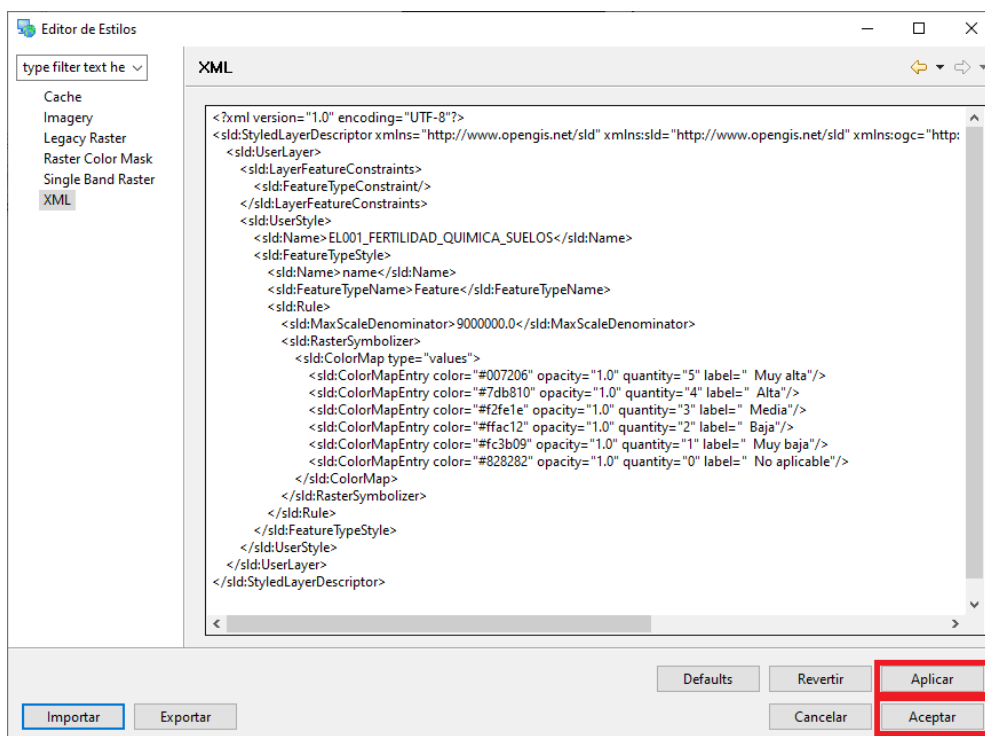 Editor de Estilos
type filter text he
XML
Cache
Imagery
Legacy Raster
Raster Color Mask
Single Band Raster
XML
<?xml version="1.0" encoding="UTF-8"?>
<sld:StyledLayerDescriptor xmlns="http://www.opengis.net/sld" xmlns:sld="http://www.opengis.net/sld" xmlns:ogc="http:
<sld:UserLayer>
<sld:LayerFeatureConstraints>
<sld:FeatureTypeConstraint/>
</sld:LayerFeatureConstraints>
<sld:UserStyle>
<sld:Name>EL001_FERTILIDAD_QUIMICA_SUELOS</sld:Name>
<sld:FeatureTypeStyle>
<sld:Name>name</sld:Name>
<sld:FeatureTypeName>Feature</sld:FeatureTypeName>
<sld:Rule>
<sld:MaxScaleDenominator>9000000.0</sld:MaxScaleDenominator>
<sld:RasterSymbolizer>
<sld:ColorMap type="values">
<sld:ColorMapEntry color="#007206" opacity="1.0" quantity="5" label="  Muy alta"/>
<sld:ColorMapEntry color="#7db810" opacity="1.0" quantity="4" label="  Alta"/>
<sld:ColorMapEntry color="#f2fe1e" opacity="1.0" quantity="3" label="  Media"/>
<sld:ColorMapEntry color="#ffac12" opacity="1.0" quantity="2" label="  Baja"/>
<sld:ColorMapEntry color="#fc3b09" opacity="1.0" quantity="1" label="  Muy baja"/>
<sld:ColorMapEntry color="#828282" opacity="1.0" quantity="0" label="  No aplicable"/>
</sld:ColorMap>
</sld:RasterSymbolizer>
</sld:Rule>
</sld:FeatureTypeStyle>
</sld:UserStyle>
</sld:UserLayer>
</sld:StyledLayerDescriptor>
Defaults Revertir Aplicar
Importar Exportar Cancelar Aceptar